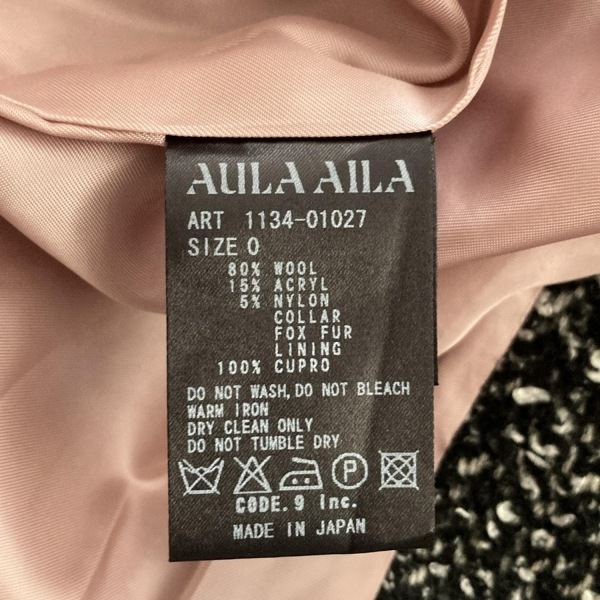 AULA AILA
ART 1134-01027
SIZE 0
80% WOOL
15% ACRYL
5% NYLON
COLLAR
FOX FUR
LINING
100% CUPRO
DO NOT WASH, DO NOT BLEACH
WARM IRON
DRY CLEAN ONLY
DO NOT TUMBLE DRY
P
CODE.9 Inc.
MADE IN JAPAN